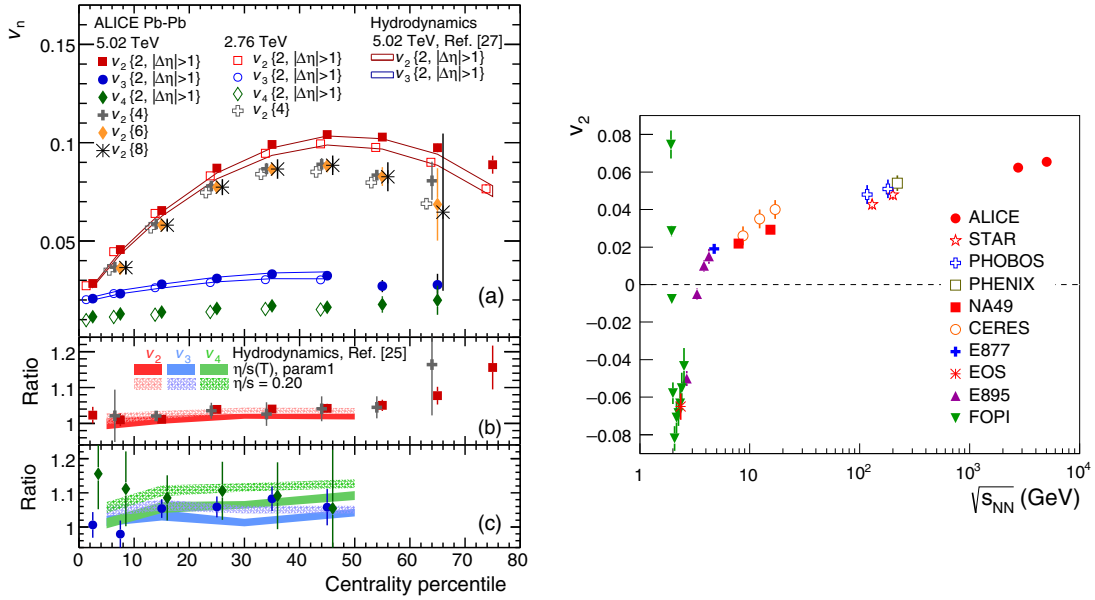 v_n
ALICE Pb-Pb
5.02 TeV
v_2{2, |Δη|>1}
v_3{2, |Δη|>1}
v_4{2, |Δη|>1}
v_2{4}
v_2{6}
v_2{8}
2.76 TeV
v_2{2, |Δη|>1}
v_3{2, |Δη|>1}
v_4{2, |Δη|>1}
v_2{4}
Hydrodynamics
5.02 TeV, Ref. [27]
v_2{2, |Δη|>1}
v_3{2, |Δη|>1}
0.15
0.1
0.05
(a)
Ratio
1.2
1.1
1
v_2 v_3 v_4 Hydrodynamics, Ref. [25]
η/s(T), param1
η/s = 0.20
(b)
Ratio
1.2
1.1
1
(c)
0 10 20 30 40 50 60 70 80
Centrality percentile
v_2
0.08
0.06
0.04
0.02
0
−0.02
−0.04
−0.06
−0.08
ALICE
STAR
PHOBOS
PHENIX
NA49
CERES
E877
EOS
E895
FOPI
1 10 10^2 10^3 10^4
√s_NN (GeV)